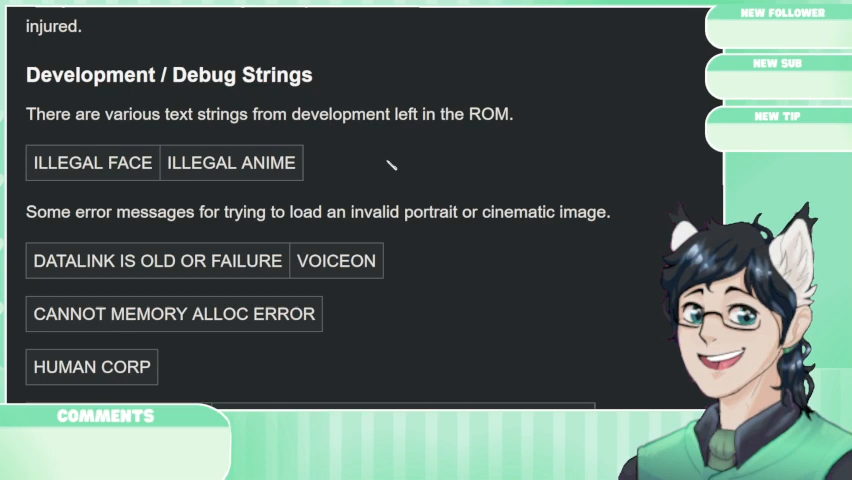 injured.
Development / Debug Strings
There are various text strings from development left in the ROM.
ILLEGAL FACE ILLEGAL ANIME
Some error messages for trying to load an invalid portrait or cinematic image.
DATALINK IS OLD OR FAILURE VOICEON
CANNOT MEMORY ALLOC ERROR
HUMAN CORP
COMMENTS
NEW FOLLOWER
NEW SUB
NEW TIP